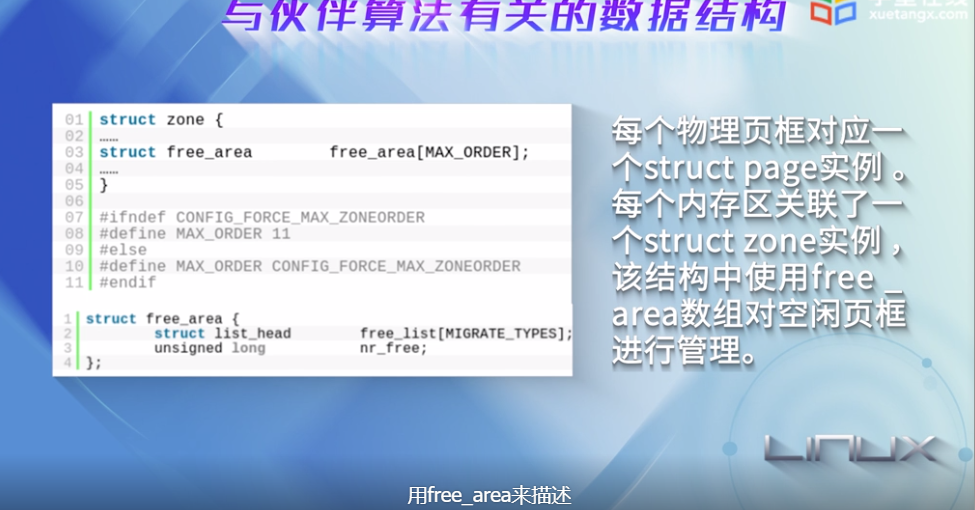 与伙伴算法有关的数据结构
学堂在线
xuetangx.com
01 struct zone {
02 ……
03 struct free_area free_area[MAX_ORDER];
04 ……
05 }
06
07 #ifndef CONFIG_FORCE_MAX_ZONEORDER
08 #define MAX_ORDER 11
09 #else
10 #define MAX_ORDER CONFIG_FORCE_MAX_ZONEORDER
11 #endif
1 struct free_area {
2 struct list_head free_list[MIGRATE_TYPES];
3 unsigned long nr_free;
4 };
每个物理页框对应一
个struct page实例 。
每个内存区关联了一
个struct zone实例 ，
该结构中使用free _
area数组对空闲页框
进行管理。
LINUX
用free_area来描述